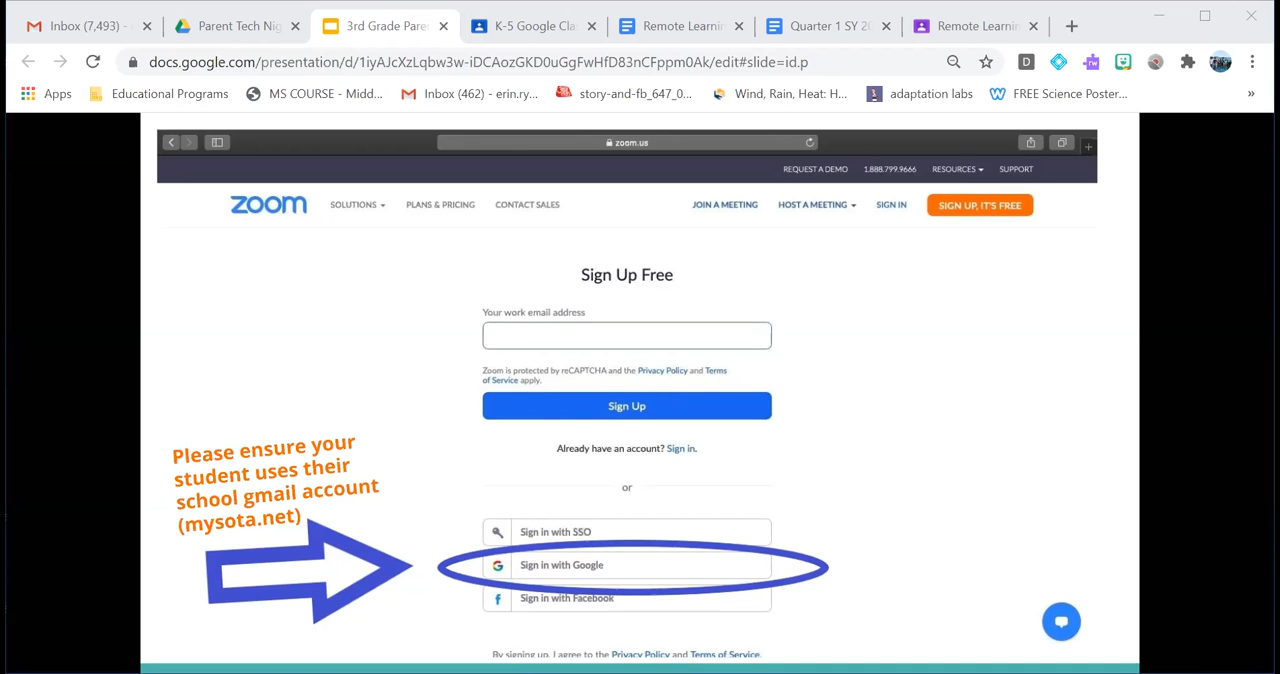 Inbox (7,493) -
Parent Tech Nig
3rd Grade Pare
K-5 Google Cla
Remote Learnin
Quarter 1 SY 20
Remote Learnin
docs.google.com/presentation/d/1iyAJcXzLqbw3w-iDCAozGKD0uGgFwHfD83nCFppm0Ak/edit#slide=id.p
Apps
Educational Programs
MS COURSE - Midd...
Inbox (462) - erin.ry...
story-and-fb_647_0...
Wind, Rain, Heat: H...
adaptation labs
FREE Science Poster...
»
zoom.us
REQUEST A DEMO 1.888.799.9666 RESOURCES SUPPORT
zoom
SOLUTIONS PLANS & PRICING CONTACT SALES
JOIN A MEETING HOST A MEETING SIGN IN SIGN UP, IT'S FREE
Sign Up Free
Your work email address
Zoom is protected by reCAPTCHA and the Privacy Policy and Terms
of Service apply.
Sign Up
Already have an account? Sign in.
or
Please ensure your
student uses their
school gmail account
(mysota.net)
Sign in with SSO
Sign in with Google
Sign in with Facebook
By signing up, I agree to the Privacy Policy and Terms of Service.